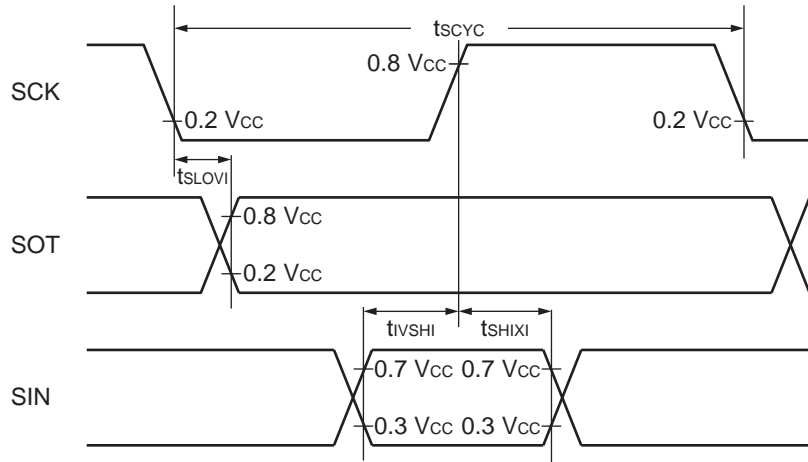 tSCYC
SCK
0.8 VCC
0.2 VCC
0.2 VCC
tSLOVI
SOT
0.8 VCC
0.2 VCC
tIVSHI
tSHIXI
SIN
0.7 VCC
0.7 VCC
0.3 VCC
0.3 VCC